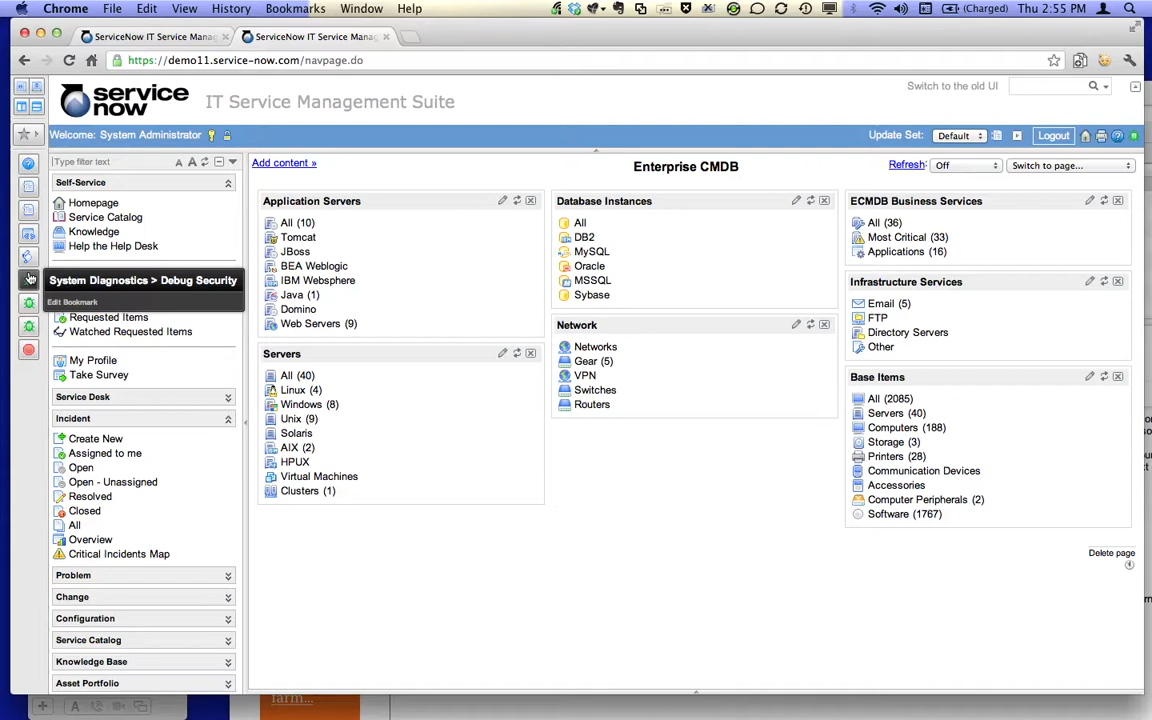 Chrome File Edit View History Bookmarks Window Help (Charged) Thu 2:55 PM
ServiceNow IT Service Manag ServiceNow IT Service Manag
https://demo11.service-now.com/navpage.do
service now IT Service Management Suite Switch to the old UI
Welcome: System Administrator Update Set: Default Logout
Type filter text A A
Add content » Enterprise CMDB Refresh: Off Switch to page...
Self-Service
Homepage
Service Catalog
Knowledge
Help the Help Desk
System Diagnostics > Debug Security
Edit Bookmark
Requested Items
Watched Requested Items
My Profile
Take Survey
Service Desk
Incident
Create New
Assigned to me
Open
Open - Unassigned
Resolved
Closed
All
Overview
Critical Incidents Map
Problem
Change
Configuration
Service Catalog
Knowledge Base
Asset Portfolio
Application Servers
All (10)
Tomcat
JBoss
BEA Weblogic
IBM Websphere
Java (1)
Domino
Web Servers (9)
Servers
All (40)
Linux (4)
Windows (8)
Unix (9)
Solaris
AIX (2)
HPUX
Virtual Machines
Clusters (1)
Database Instances
All
DB2
MySQL
Oracle
MSSQL
Sybase
Network
Networks
Gear (5)
VPN
Switches
Routers
ECMDB Business Services
All (36)
Most Critical (33)
Applications (16)
Infrastructure Services
Email (5)
FTP
Directory Servers
Other
Base Items
All (2085)
Servers (40)
Computers (188)
Storage (3)
Printers (28)
Communication Devices
Accessories
Computer Peripherals (2)
Software (1767)
Delete page